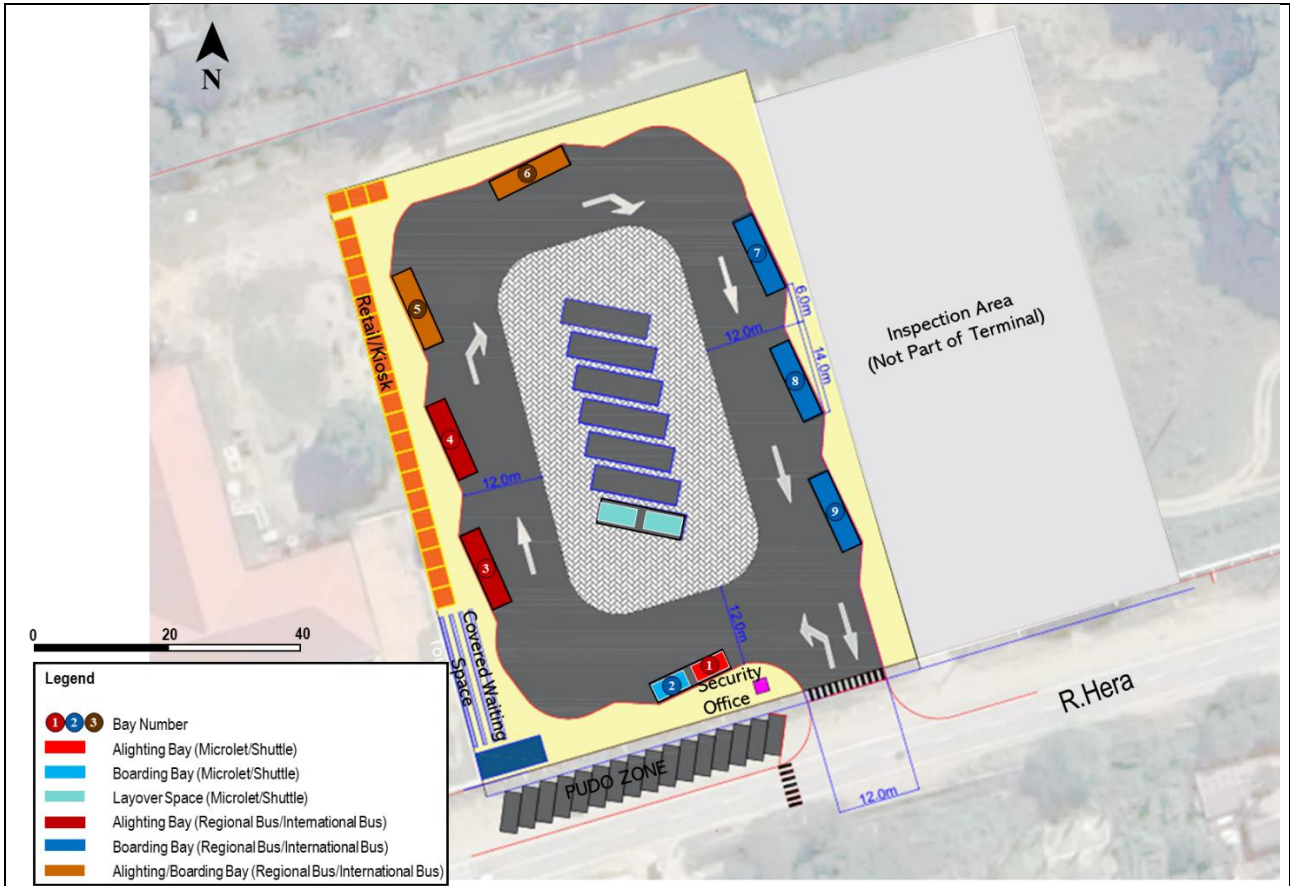 N
6
7
6.0m
12.0m
Inspection Area
(Not Part of Terminal)
5
Retail/Kiosk
8
14.0m
4
12.0m
9
3
12.0m
Covered Waiting
Space
1
2
Security
Office
R.Hera
PUDO ZONE
12.0m
0 20 40
Legend
1 2 3 Bay Number
Alighting Bay (Microlet/Shuttle)
Boarding Bay (Microlet/Shuttle)
Layover Space (Microlet/Shuttle)
Alighting Bay (Regional Bus/International Bus)
Boarding Bay (Regional Bus/International Bus)
Alighting/Boarding Bay (Regional Bus/International Bus)